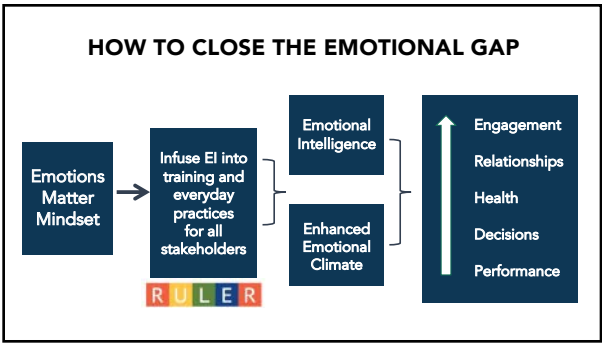 HOW TO CLOSE THE EMOTIONAL GAP
Emotions
Matter
Mindset
Infuse EI into
training and
everyday
practices
for all
stakeholders
RULER
Emotional
Intelligence
Enhanced
Emotional
Climate
Engagement
Relationships
Health
Decisions
Performance